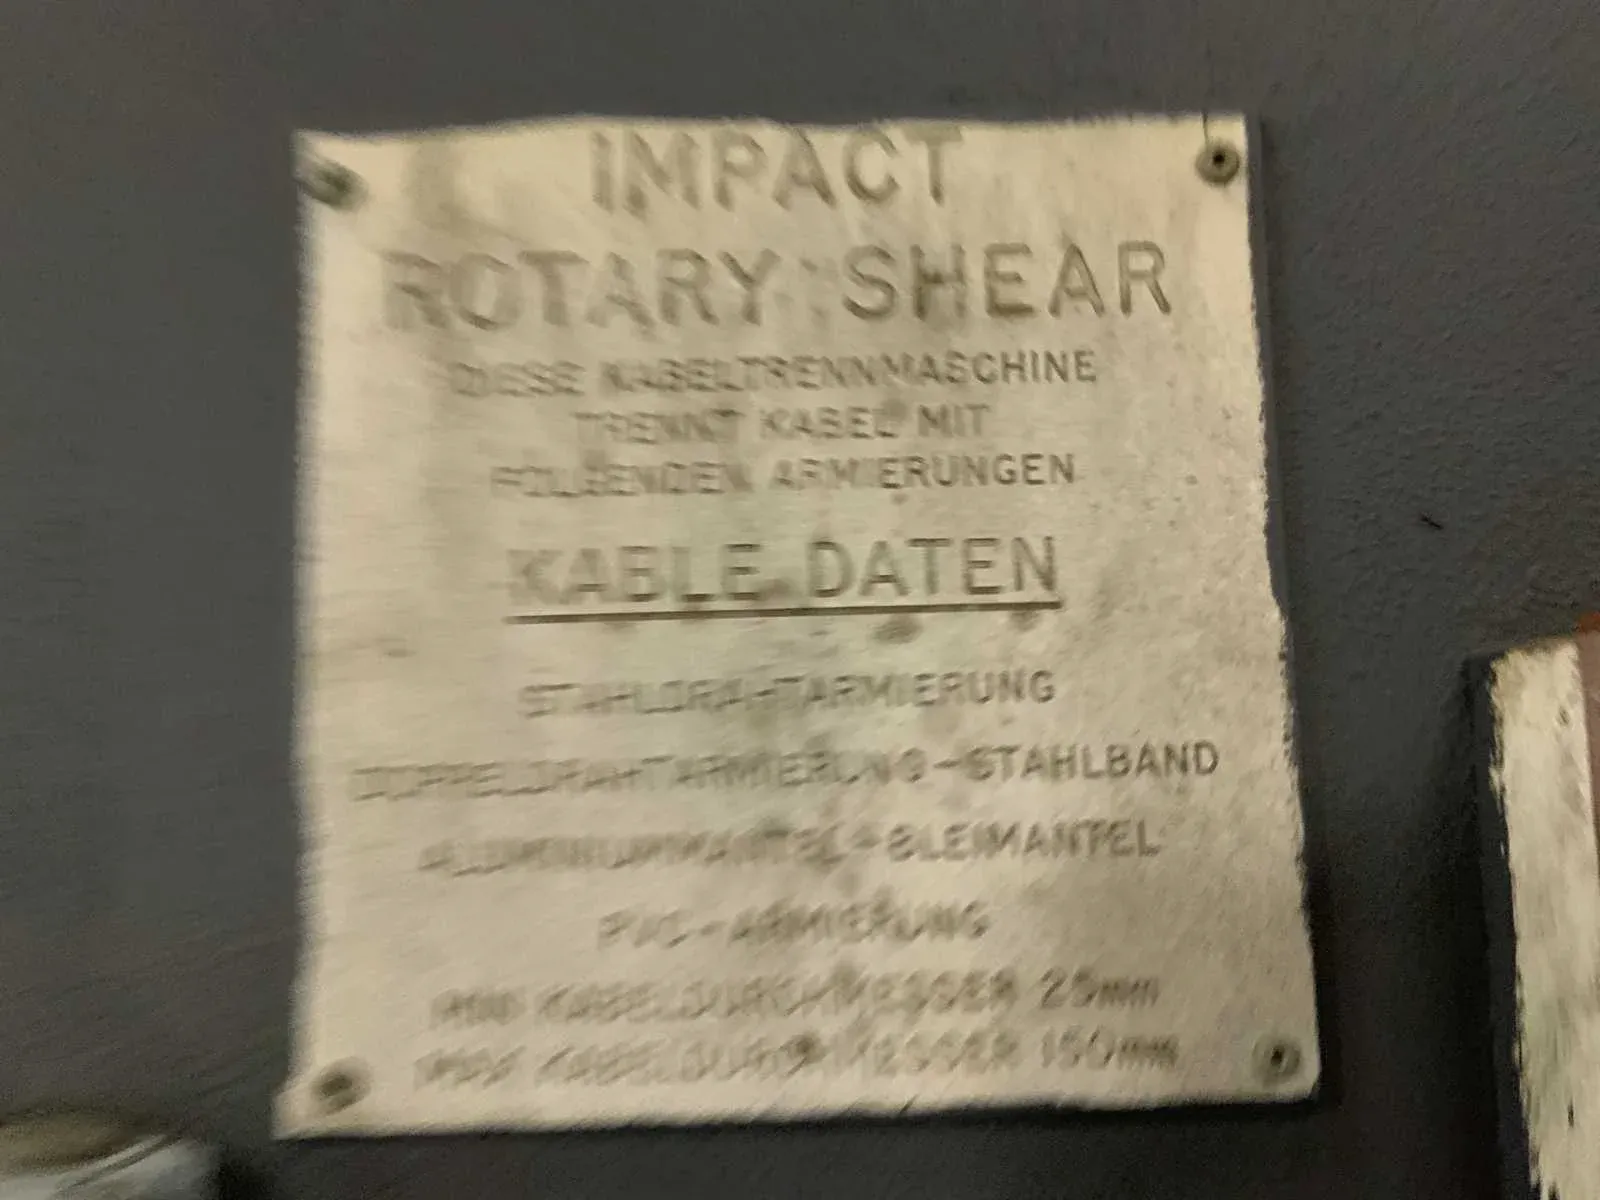 IMPACT
ROTARY SHEAR
DIESE KABELTRENNMASCHINE
TRENNT KABEL MIT
FOLGENDEN ARMIERUNGEN
KABLE DATEN
STAHLDRAHTARMIERUNG
DOPPELDRAHTARMIERUNG-STAHLBAND
ALUMINIUMMANTEL-BLEIMANTEL
PVC-ARMIERUNG
MIN KABELDURCHMESSER 25mm
MAX KABELDURCHMESSER 150mm